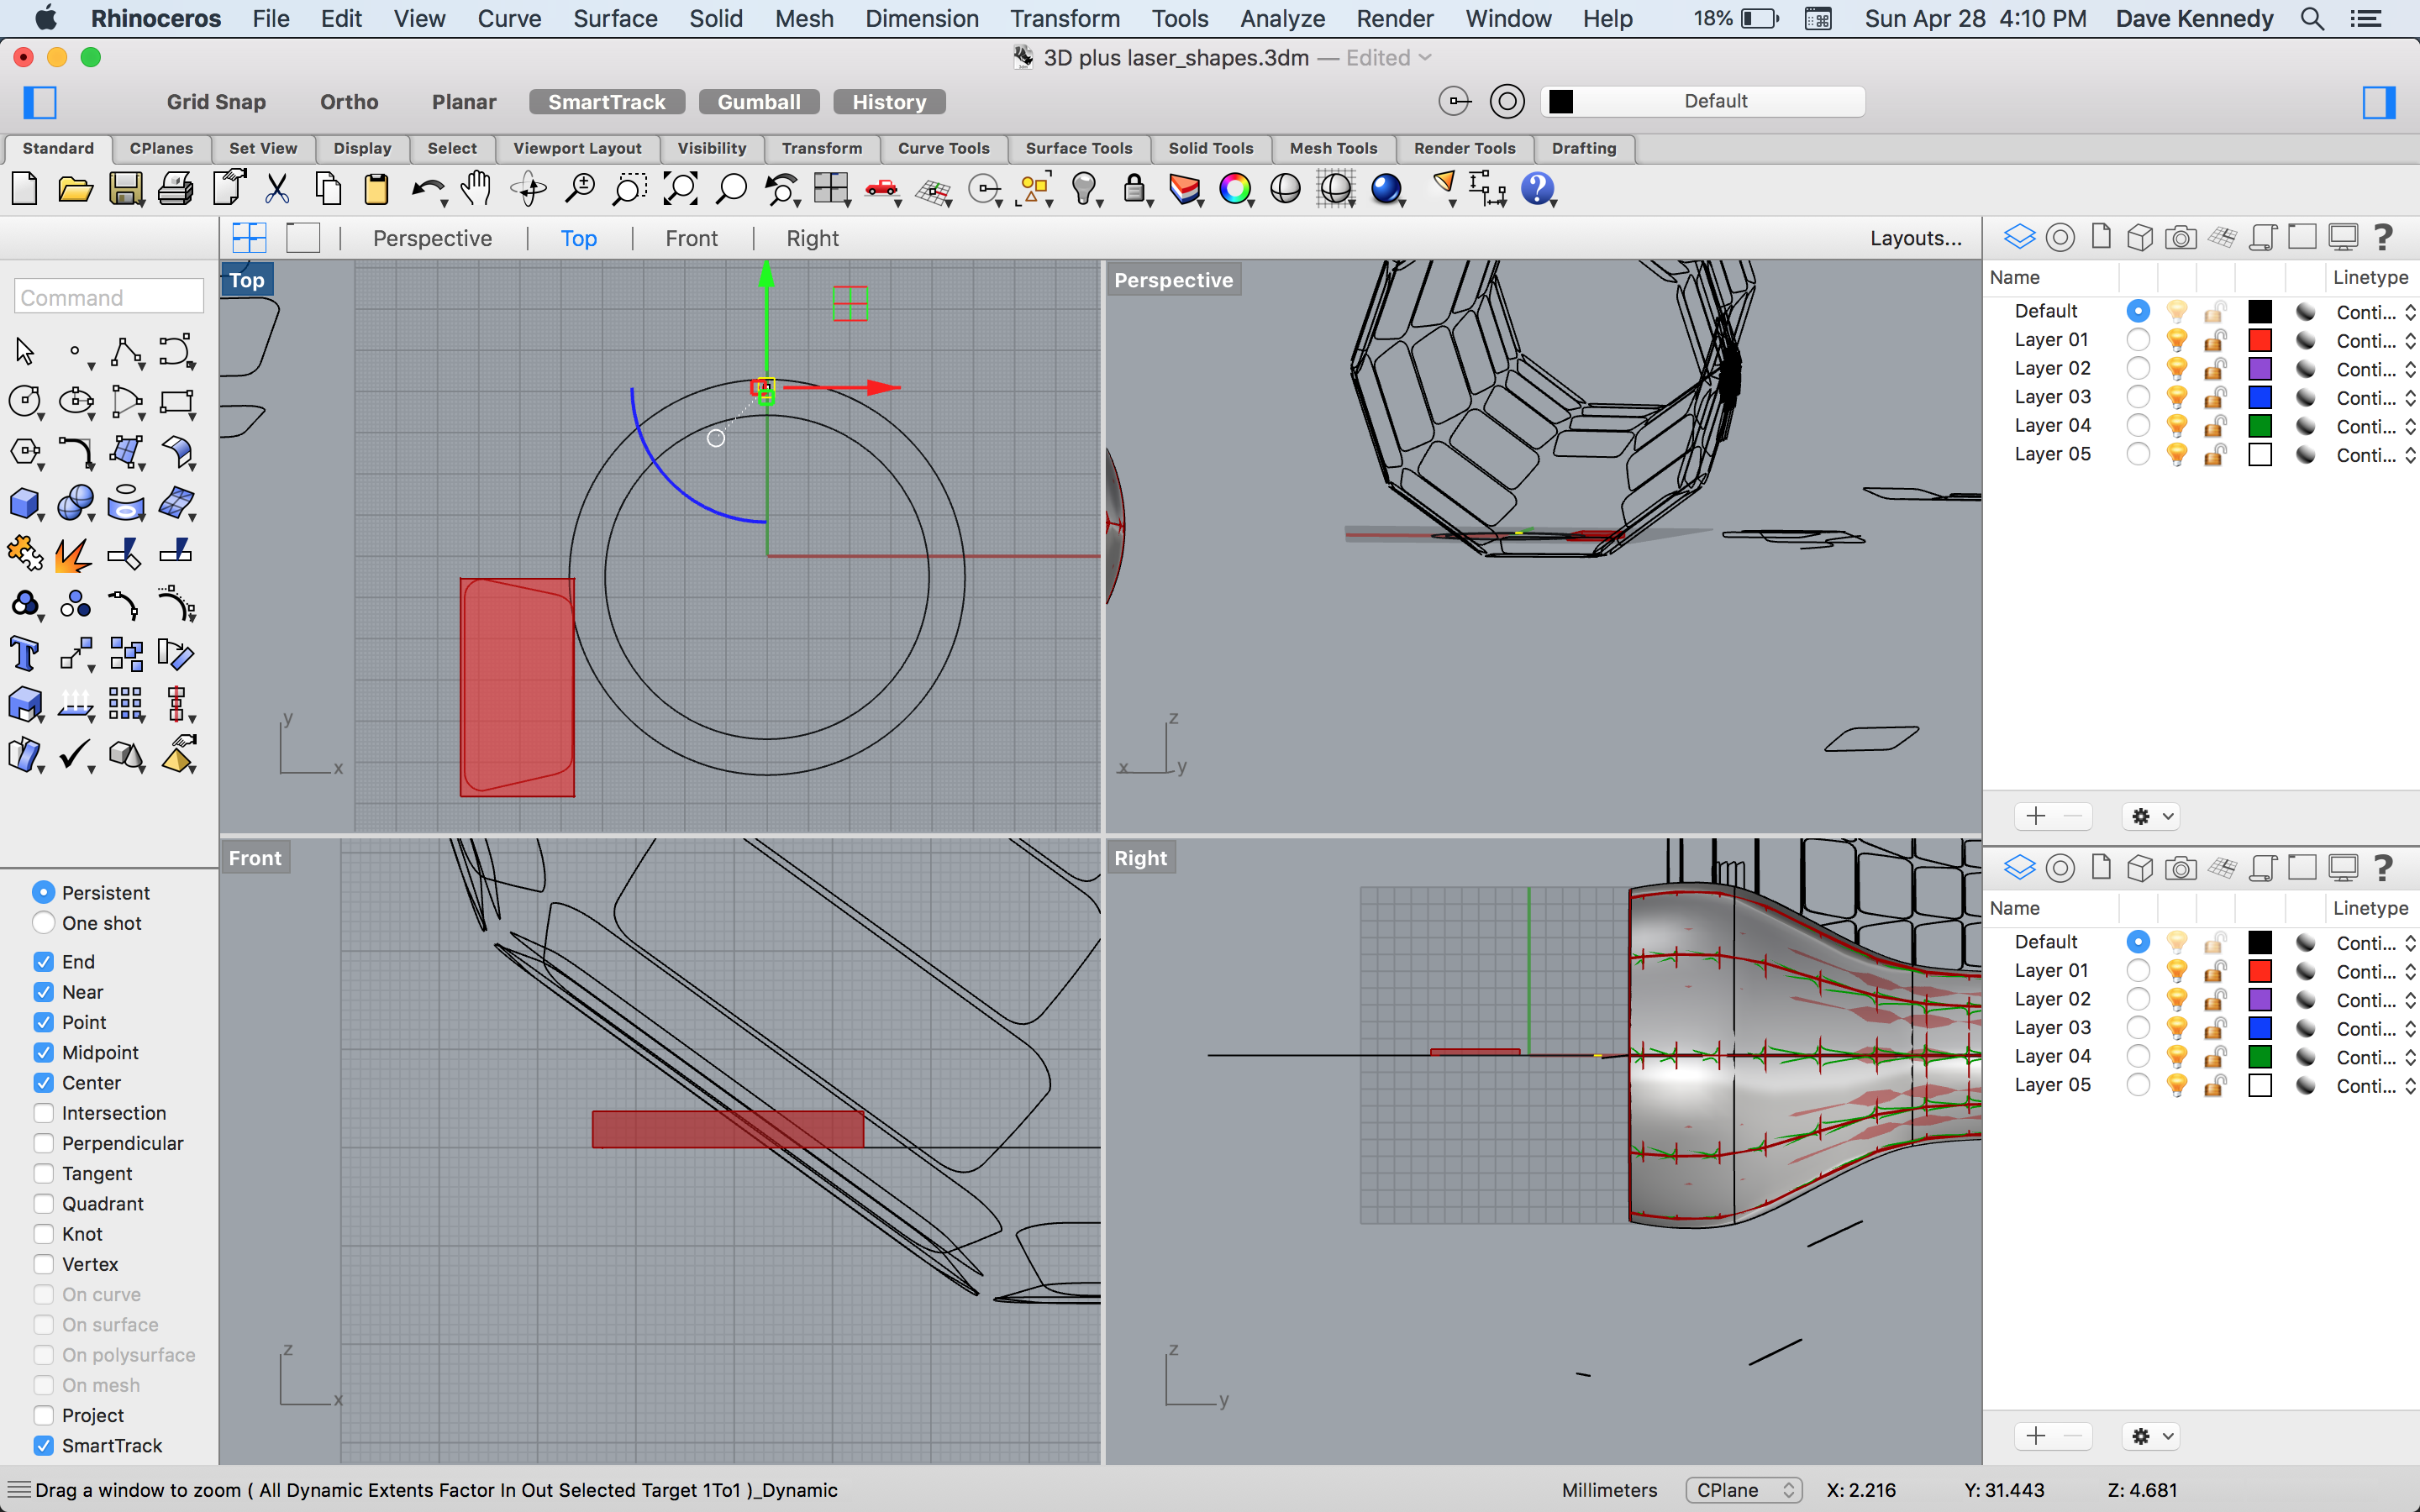 Rhinoceros File Edit View Curve Surface Solid Mesh Dimension Transform Tools Analyze Render Window Help 18% Sun Apr 28 4:10 PM Dave Kennedy
3D plus laser_shapes.3dm — Edited
Grid Snap Ortho Planar SmartTrack Gumball History Default
Standard CPlanes Set View Display Select Viewport Layout Visibility Transform Curve Tools Surface Tools Solid Tools Mesh Tools Render Tools Drafting
Perspective Top Front Right Layouts...
Command
Top
y
x
Perspective
z
x y
Front
z
x
Right
z
y
Persistent
One shot
End
Near
Point
Midpoint
Center
Intersection
Perpendicular
Tangent
Quadrant
Knot
Vertex
On curve
On surface
On polysurface
On mesh
Project
SmartTrack
Name Linetype
Default Conti...
Layer 01 Conti...
Layer 02 Conti...
Layer 03 Conti...
Layer 04 Conti...
Layer 05 Conti...
Name Linetype
Default Conti...
Layer 01 Conti...
Layer 02 Conti...
Layer 03 Conti...
Layer 04 Conti...
Layer 05 Conti...
Drag a window to zoom ( All Dynamic Extents Factor In Out Selected Target 1To1 )_Dynamic Millimeters CPlane X: 2.216 Y: 31.443 Z: 4.681